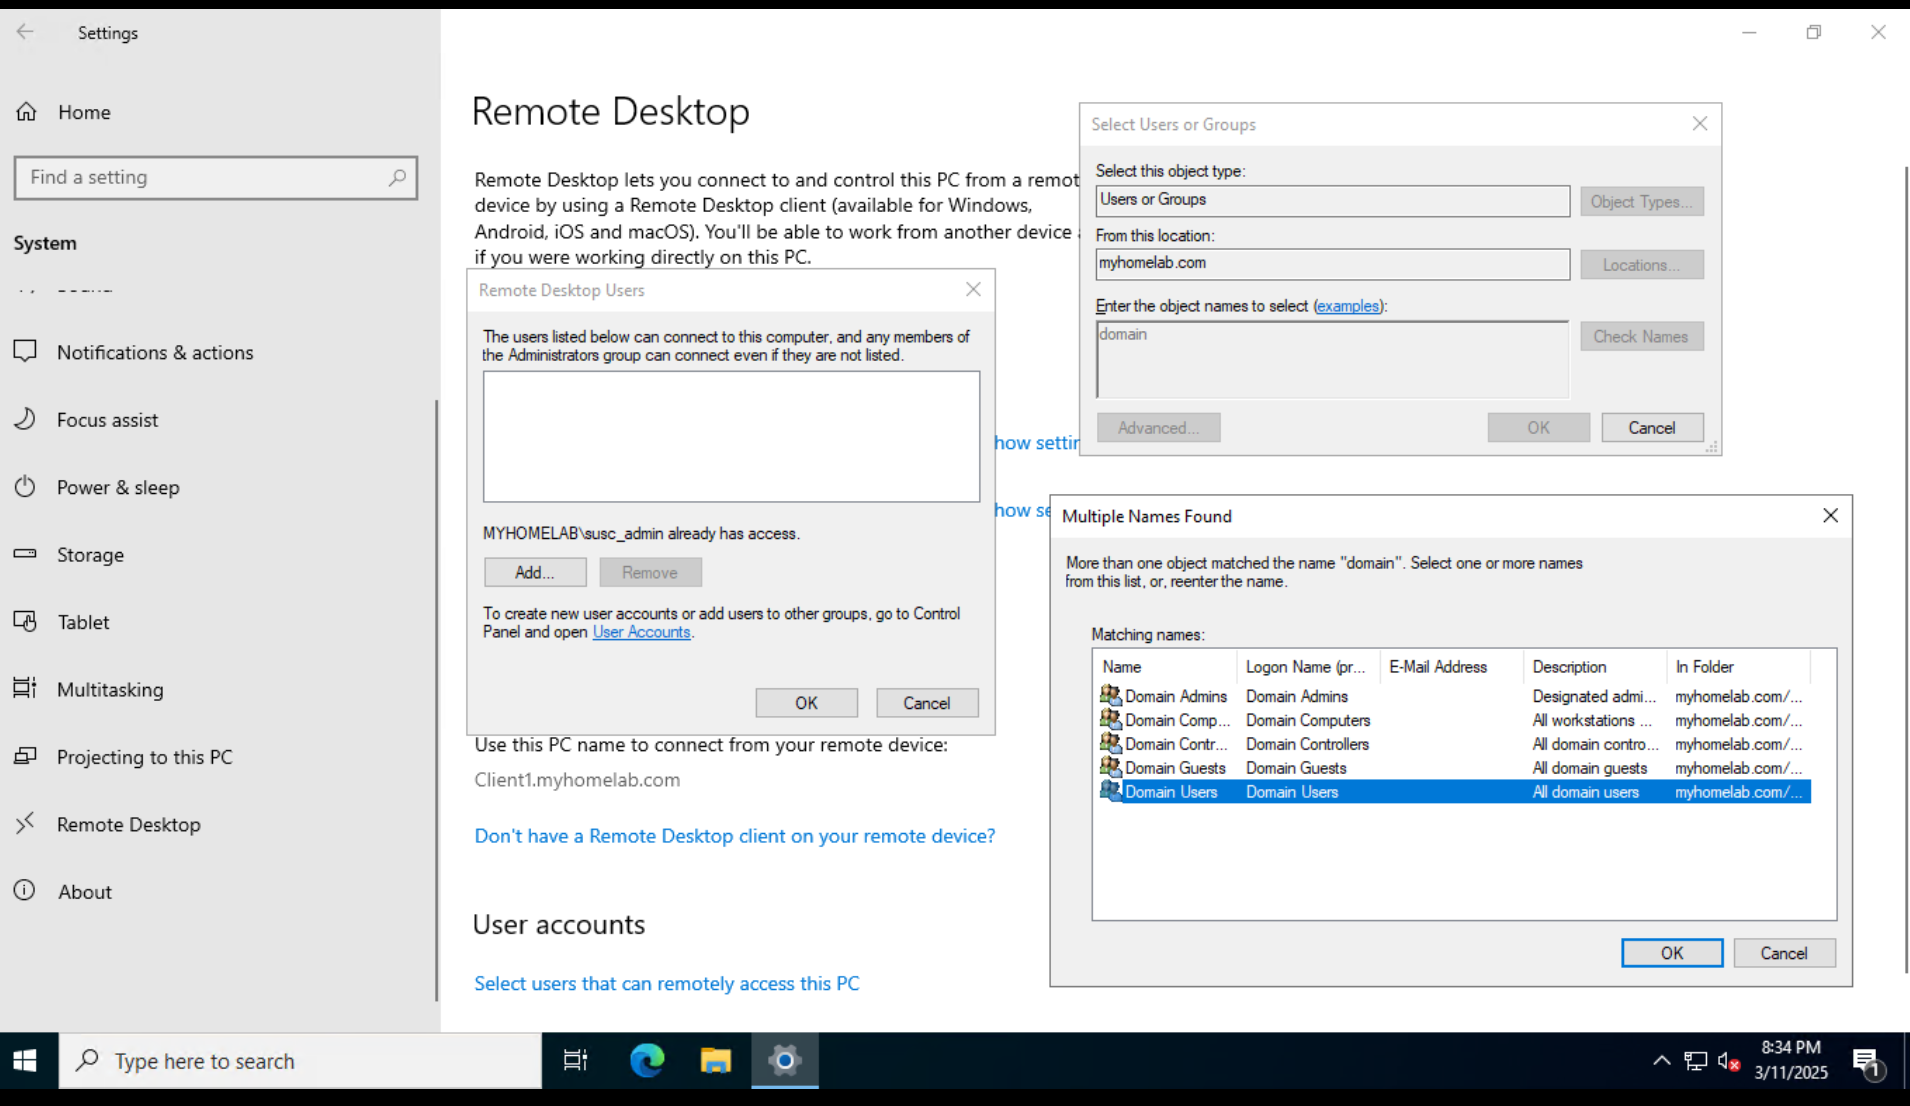 Settings
Home
Find a setting
System
Notifications & actions
Focus assist
Power & sleep
Storage
Tablet
Multitasking
Projecting to this PC
Remote Desktop
About
Remote Desktop
Remote Desktop lets you connect to and control this PC from a remot
device by using a Remote Desktop client (available for Windows,
Android, iOS and macOS). You'll be able to work from another device
if you were working directly on this PC.
how settin
how se
Remote Desktop Users
The users listed below can connect to this computer, and any members of
the Administrators group can connect even if they are not listed.
MYHOMELAB\susc_admin already has access.
Add... Remove
To create new user accounts or add users to other groups, go to Control
Panel and open User Accounts.
OK Cancel
Use this PC name to connect from your remote device:
Client1.myhomelab.com
Don't have a Remote Desktop client on your remote device?
User accounts
Select users that can remotely access this PC
Select Users or Groups
Select this object type:
Users or Groups Object Types...
From this location:
myhomelab.com Locations...
Enter the object names to select (examples):
domain Check Names
Advanced... OK Cancel
Multiple Names Found
More than one object matched the name "domain". Select one or more names
from this list, or, reenter the name.
Matching names:
Name Logon Name (pr... E-Mail Address Description In Folder
Domain Admins Domain Admins Designated admi... myhomelab.com/...
Domain Comp... Domain Computers All workstations ... myhomelab.com/...
Domain Contr... Domain Controllers All domain contro... myhomelab.com/...
Domain Guests Domain Guests All domain guests myhomelab.com/...
Domain Users Domain Users All domain users myhomelab.com/...
OK Cancel
Type here to search
8:34 PM
3/11/2025
1